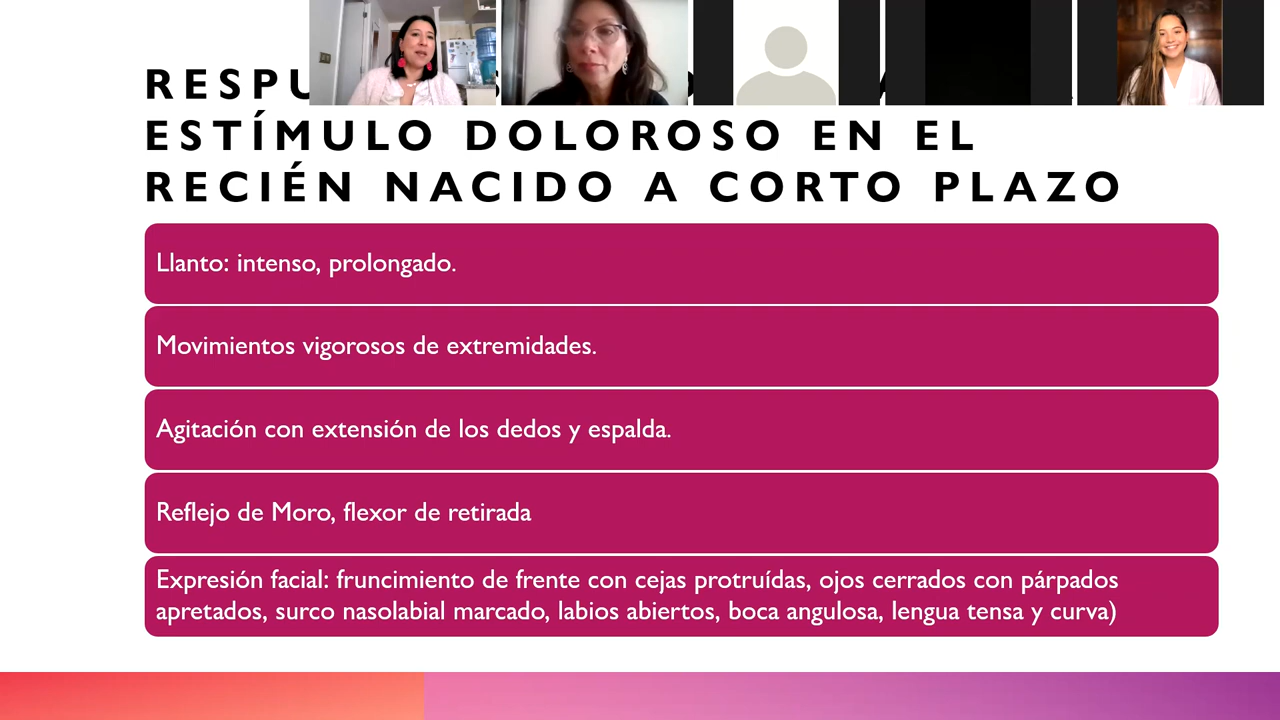 ESTÍMULO DOLOROSO EN EL
RECIÉN NACIDO A CORTO PLAZO
Llanto: intenso, prolongado.
Movimientos vigorosos de extremidades.
Agitación con extensión de los dedos y espalda.
Reflejo de Moro, flexor de retirada
Expresión facial: fruncimiento de frente con cejas protruídas, ojos cerrados con párpados
apretados, surco nasolabial marcado, labios abiertos, boca angulosa, lengua tensa y curva)